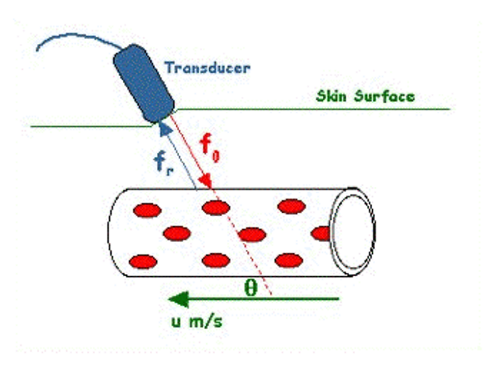 Transducer
Skin Surface
f₀
fᵣ
θ
u m/s